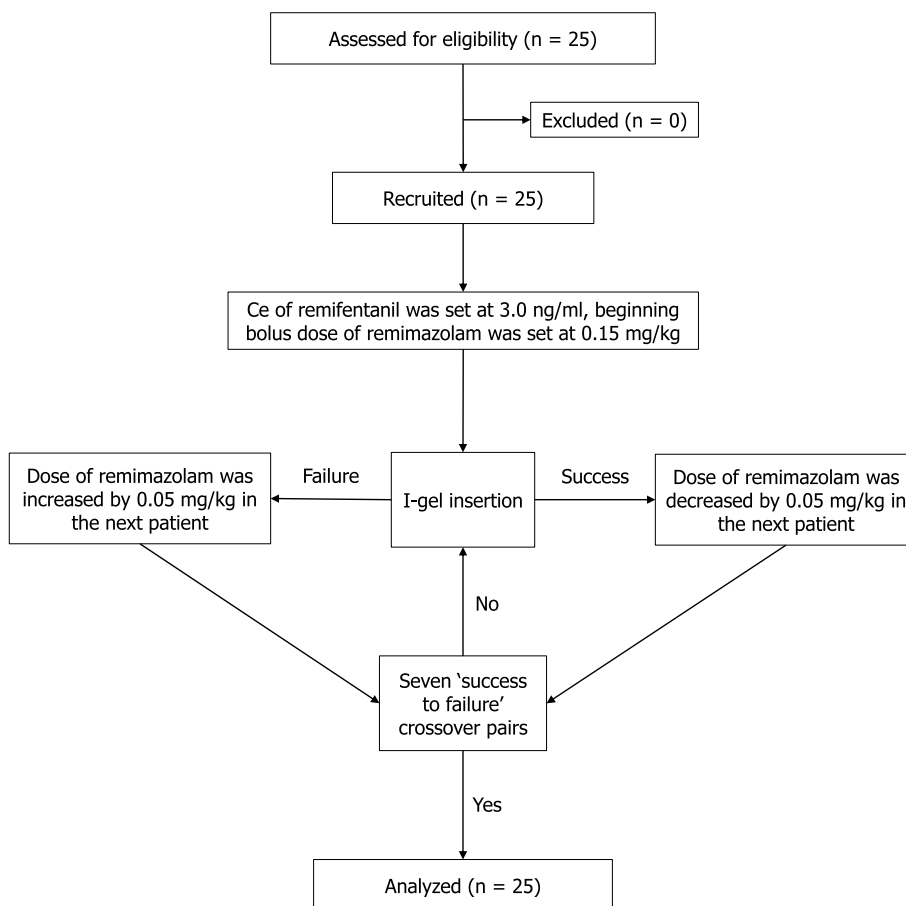 Assessed for eligibility (n = 25)
Excluded (n = 0)
Recruited (n = 25)
Ce of remifentanil was set at 3.0 ng/ml, beginning
bolus dose of remimazolam was set at 0.15 mg/kg
Failure
Success
Dose of remimazolam was
increased by 0.05 mg/kg in
the next patient
I-gel insertion
Dose of remimazolam was
decreased by 0.05 mg/kg in
the next patient
No
Seven ‘success
to failure’
crossover pairs
Yes
Analyzed (n = 25)